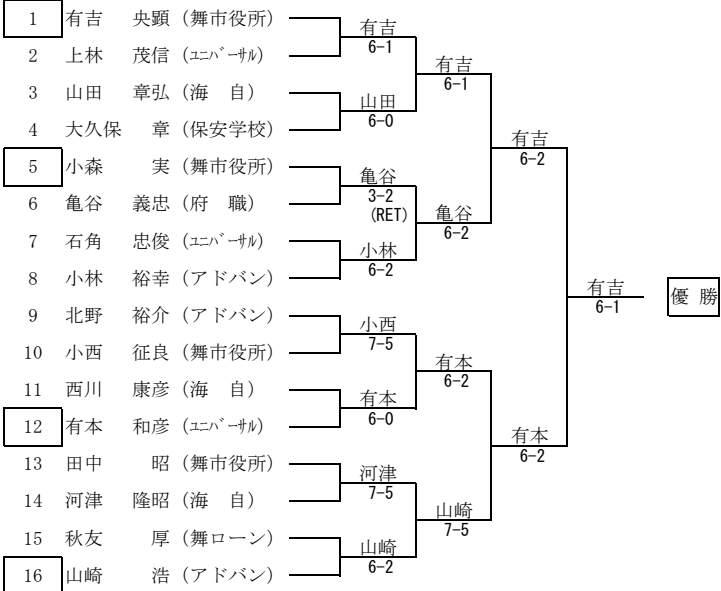 1 有吉 央顕 (舞市役所)
2 上林 茂信 (ユニバーサル)
3 山田 章弘 (海 自)
4 大久保 章 (保安学校)
5 小森 実 (舞市役所)
6 亀谷 義忠 (府 職)
7 石角 忠俊 (ユニバーサル)
8 小林 裕幸 (アドバン)
9 北野 裕介 (アドバン)
10 小西 征良 (舞市役所)
11 西川 康彦 (海 自)
12 有本 和彦 (ユニバーサル)
13 田中 昭 (舞市役所)
14 河津 隆昭 (海 自)
15 秋友 厚 (舞ローン)
16 山崎 浩 (アドバン)
有吉
6-1
山田
6-0
亀谷
3-2
(RET)
小林
6-2
小西
7-5
有本
6-0
河津
7-5
山崎
6-2
有吉
6-1
亀谷
6-2
有本
6-2
山崎
7-5
有吉
6-2
有本
6-2
有吉
6-1
優 勝